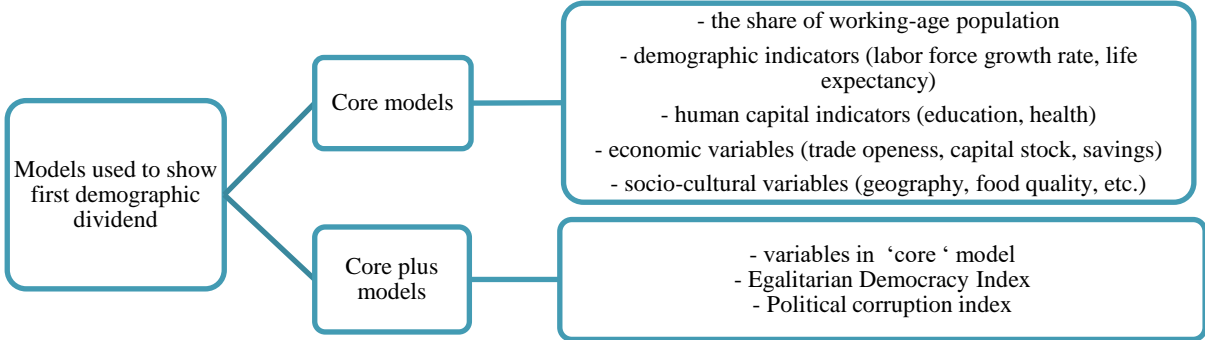 Models used to show
first demographic
dividend
Core models
- the share of working-age population
- demographic indicators (labor force growth rate, life
expectancy)
- human capital indicators (education, health)
- economic variables (trade openess, capital stock, savings)
- socio-cultural variables (geography, food quality, etc.)
Core plus
models
- variables in ‘core ‘ model
- Egalitarian Democracy Index
- Political corruption index